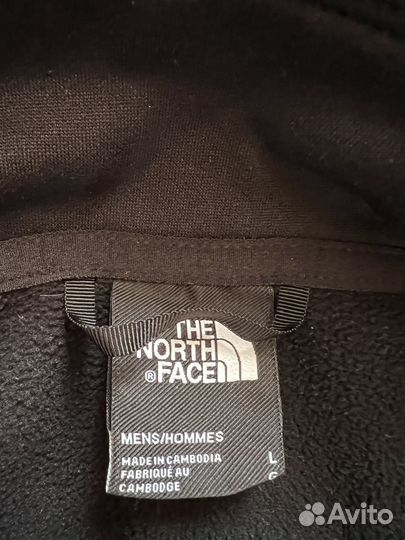 THE
NORTH
® FACE
MENS/HOMMES
MADE IN CAMBODIA
FABRIQUÉ AU
CAMBODGE
L
G
Avito